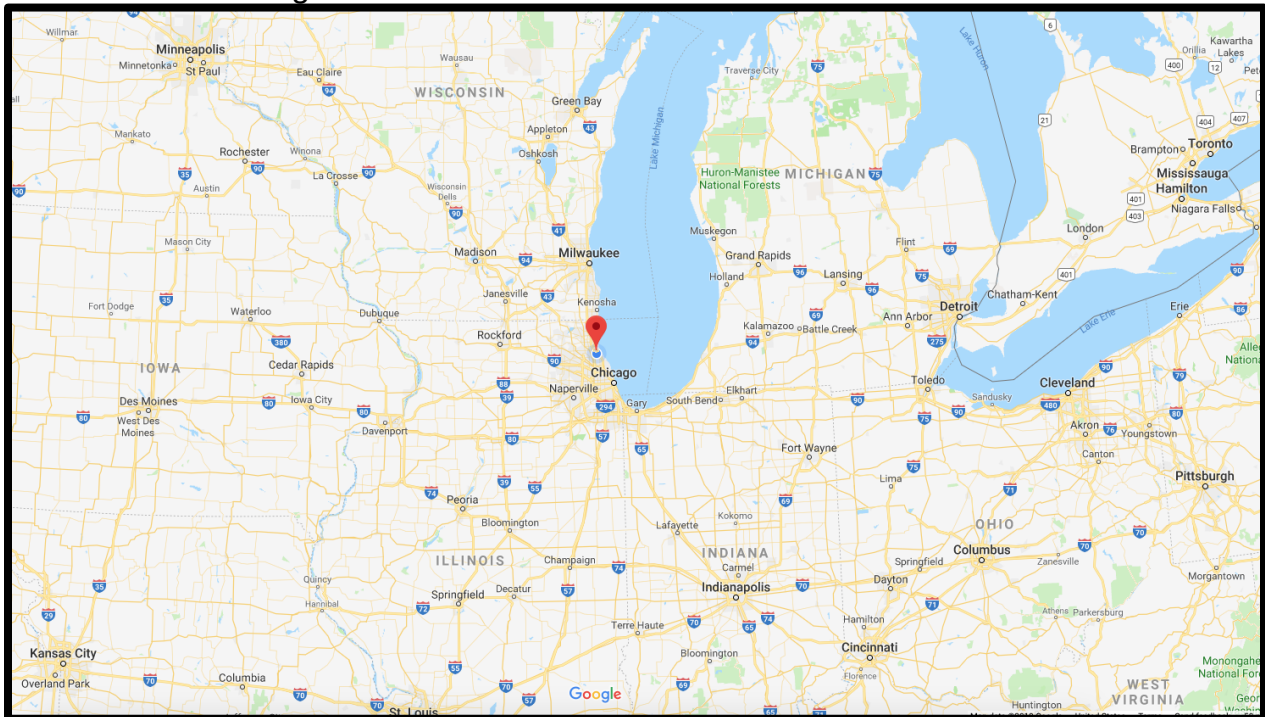 Willmar
Minneapolis
Minnetonka
St Paul
Eau Claire
Wausau
WISCONSIN
Green Bay
Appleton
Oshkosh
Lake Michigan
Traverse City
Lake Huron
Orillia
Kawartha
Lakes
Mankato
Rochester
Winona
La Crosse
Austin
Wisconsin
Dells
Huron-Manistee
National Forests
MICHIGAN
Brampton
Toronto
Mississauga
Hamilton
Niagara Falls
London
Mason City
Madison
Milwaukee
Muskegon
Grand Rapids
Holland
Lansing
Flint
Fort Dodge
Waterloo
Dubuque
Janesville
Kenosha
Rockford
Kalamazoo
Battle Creek
Ann Arbor
Detroit
Chatham-Kent
Lake Erie
Erie
IOWA
Cedar Rapids
Chicago
Naperville
Gary
South Bend
Elkhart
Toledo
Sandusky
Cleveland
Des Moines
West Des
Moines
Iowa City
Davenport
Akron
Youngstown
Canton
Fort Wayne
Lima
Pittsburgh
Peoria
Bloomington
Lafayette
Kokomo
OHIO
Columbus
Zanesville
ILLINOIS
Champaign
INDIANA
Carmel
Indianapolis
Springfield
Dayton
Morgantown
Quincy
Hannibal
Springfield
Decatur
Terre Haute
Hamilton
Athens
Parkersburg
Kansas City
Overland Park
Columbia
Bloomington
Cincinnati
Florence
St. Louis
Google
Huntington
WEST
VIRGINIA